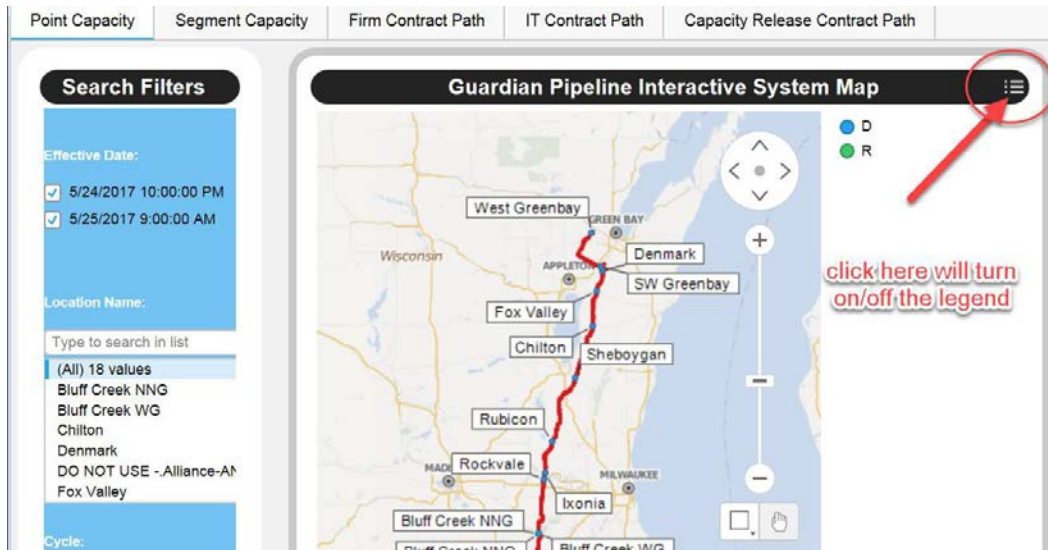 Point Capacity
Segment Capacity
Firm Contract Path
IT Contract Path
Capacity Release Contract Path
Search Filters
Effective Date:
5/24/2017 10:00:00 PM
5/25/2017 9:00:00 AM
Location Name:
Type to search in list
(All) 18 values
Bluff Creek NNG
Bluff Creek WG
Chilton
Denmark
DO NOT USE -.Alliance-AN
Fox Valley
Cycle:
Guardian Pipeline Interactive System Map
D
R
click here will turn
on/off the legend
West Greenbay
GREEN BAY
Wisconsin
Denmark
APPLETON
SW Greenbay
Fox Valley
Chilton
Sheboygan
Rubicon
Rockvale
MILWAUKEE
Ixonia
Bluff Creek NNG
Bluff Creek NNG
Bluff Creek WG